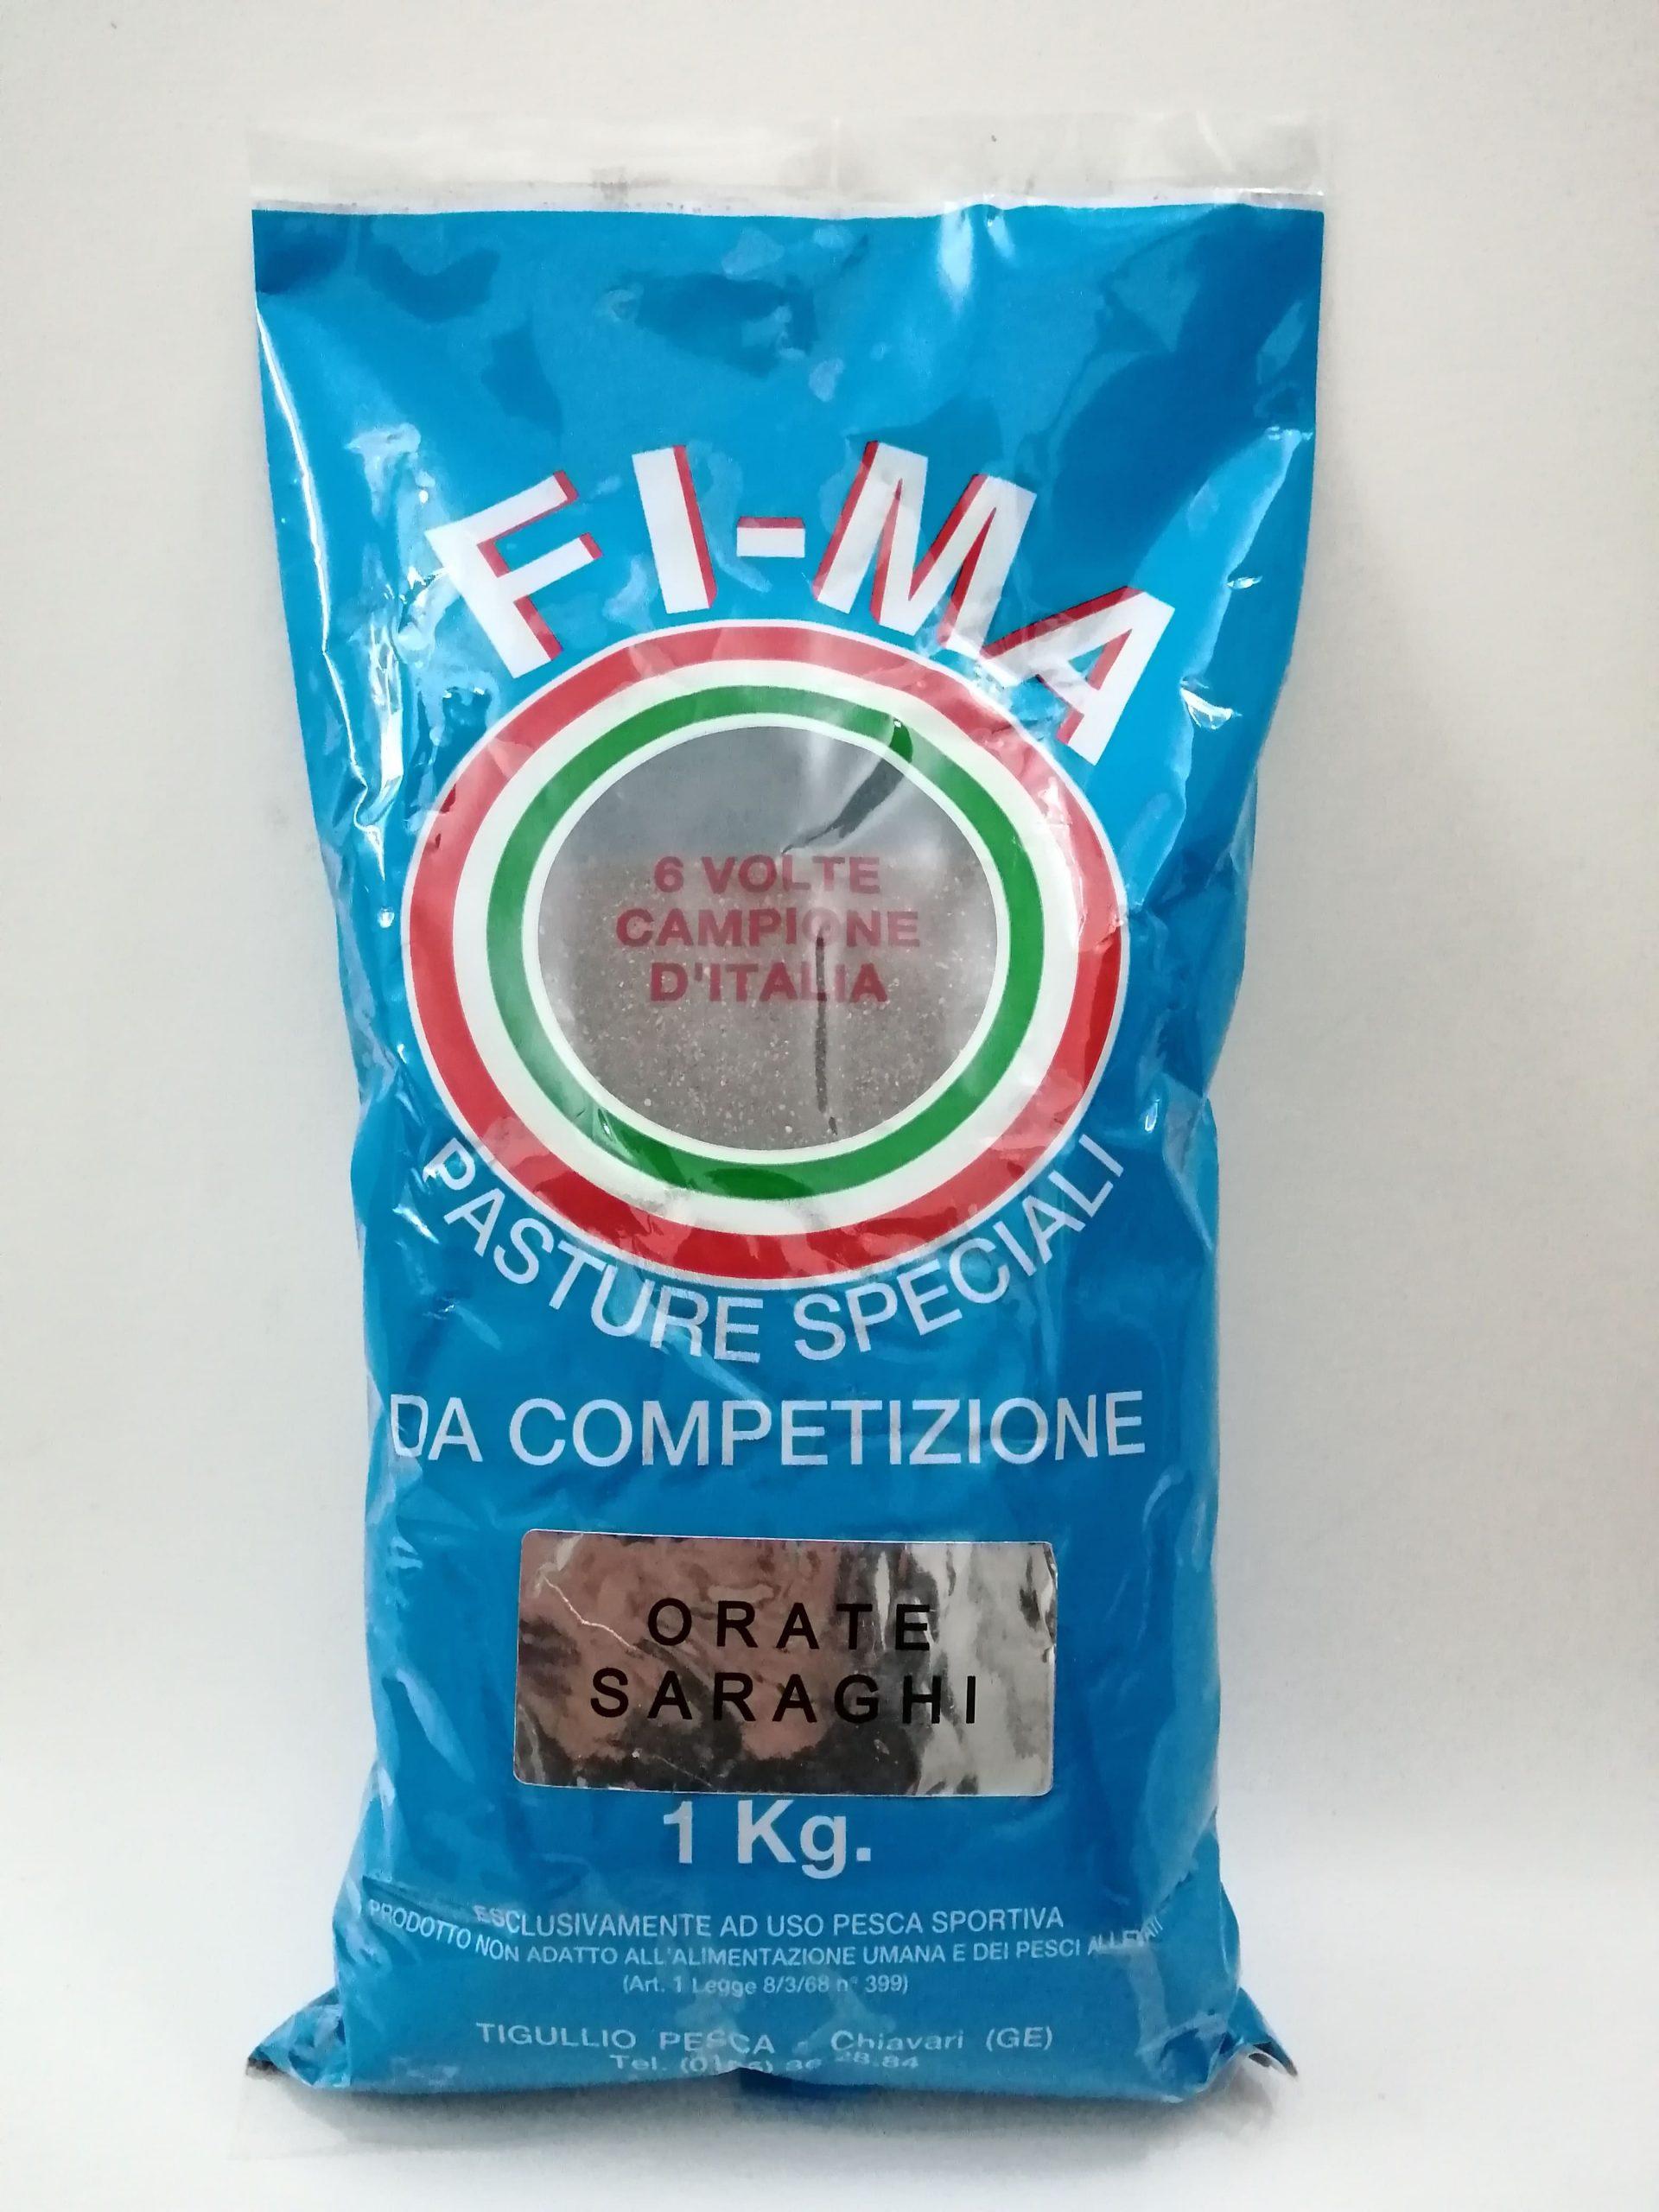 FI-MA
6 VOLTE
CAMPIONE
D'ITALIA
PASTURE SPECIALI
DA COMPETIZIONE
ORATE
SARAGHI
1 Kg.
ESCLUSIVAMENTE AD USO PESCA SPORTIVA
PRODOTTO NON ADATTO ALL'ALIMENTAZIONE UMANA E DEI PESCI ALLEVATI
(Art. 1 Legge 8/3/68 n° 399)
TIGULLIO PESCA - Chiavari (GE)
Tel.